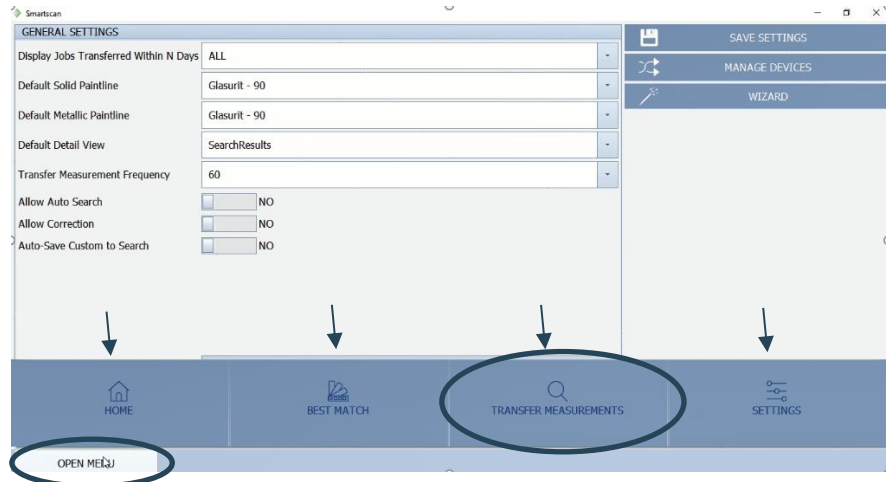 Smartscan
GENERAL SETTINGS
Display Jobs Transferred Within N Days ALL
Default Solid Paintline Glasurit - 90
Default Metallic Paintline Glasurit - 90
Default Detail View SearchResults
Transfer Measurement Frequency 60
Allow Auto Search NO
Allow Correction NO
Auto-Save Custom to Search NO
SAVE SETTINGS
MANAGE DEVICES
WIZARD
HOME
BEST MATCH
TRANSFER MEASUREMENTS
SETTINGS
OPEN MENU